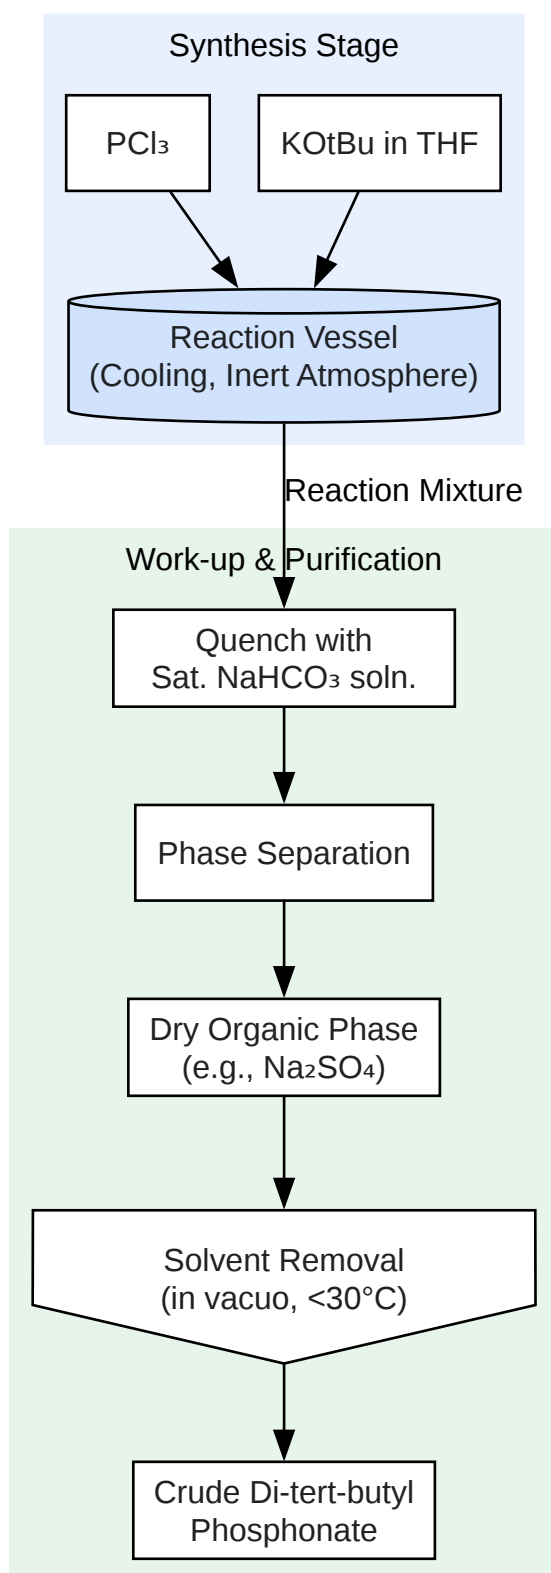 Synthesis Stage
PCl₃
KOtBu in THF
Reaction Vessel
(Cooling, Inert Atmosphere)
Reaction Mixture
Work-up & Purification
Quench with
Sat. NaHCO₃ soln.
Phase Separation
Dry Organic Phase
(e.g., Na₂SO₄)
Solvent Removal
(in vacuo, <30°C)
Crude Di-tert-butyl
Phosphonate